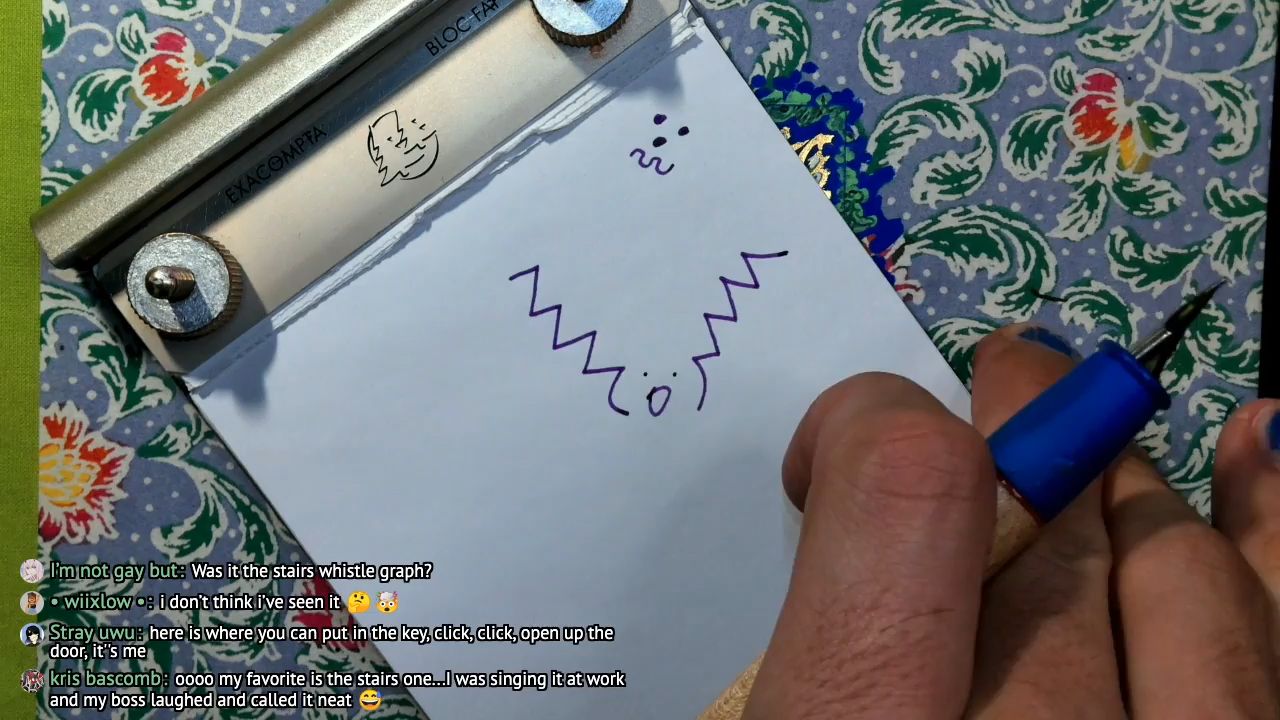 BLOC FAF
EXACOMPTA
I'm not gay but: Was it the stairs whistle graph?
• wiixlow •: i don't think i've seen it 🤔 🤯
Stray uwu: here is where you can put in the key, click, click, open up the
door, it''s me
kris bascomb: oooo my favorite is the stairs one...I was singing it at work
and my boss laughed and called it neat 😅